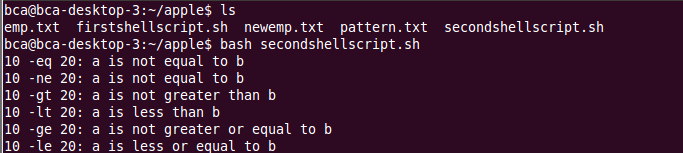 bca@bca-desktop-3:~/apple$ ls
emp.txt  firstshellscript.sh  newemp.txt  pattern.txt  secondshellscript.sh
bca@bca-desktop-3:~/apple$ bash secondshellscript.sh
10 -eq 20: a is not equal to b
10 -ne 20: a is not equal to b
10 -gt 20: a is not greater than b
10 -lt 20: a is less than b
10 -ge 20: a is not greater or equal to b
10 -le 20: a is less or equal to b